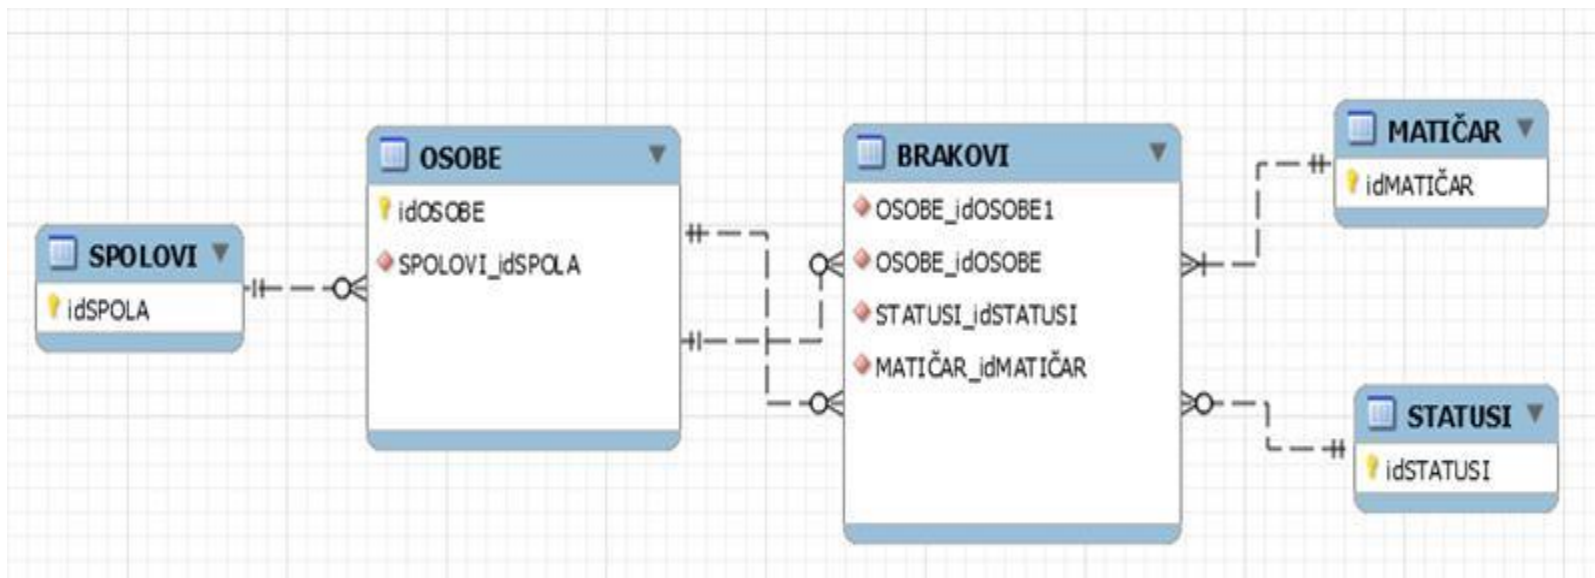 SPOLOVI
idSPOLA
OSOBE
idOSOBE
SPOLOVI_idSPOLA
BRAKOVI
OSOBE_idOSOBE1
OSOBE_idOSOBE
STATUSI_idSTATUSI
MATIČAR_idMATIČAR
MATIČAR
idMATIČAR
STATUSI
idSTATUSI